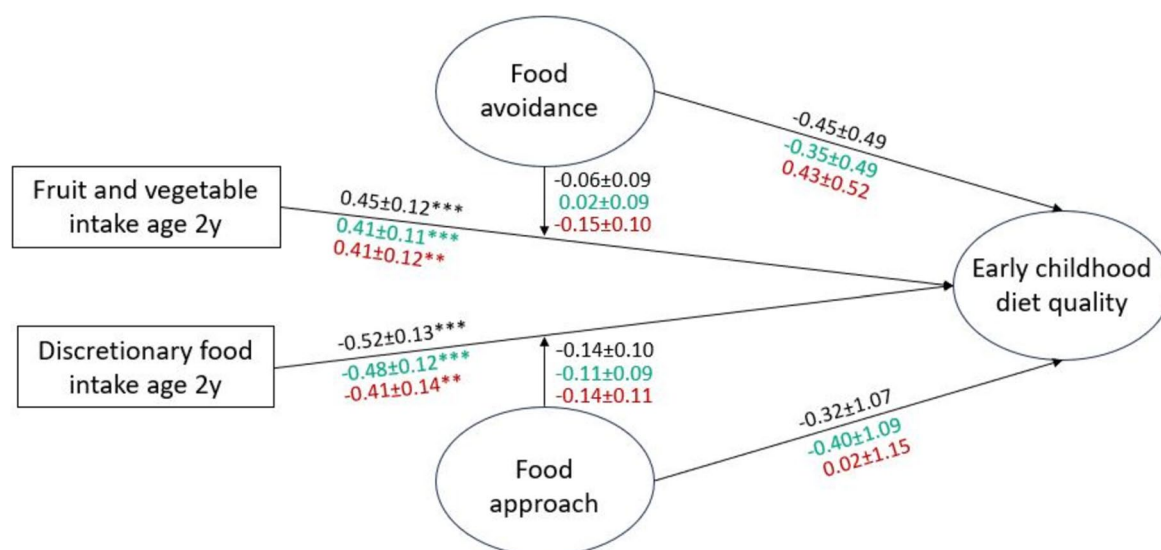 Food
avoidance
-0.45±0.49
-0.35±0.49
0.43±0.52
Fruit and vegetable
intake age 2y
0.45±0.12***
0.41±0.11***
0.41±0.12**
-0.06±0.09
0.02±0.09
-0.15±0.10
Early childhood
diet quality
Discretionary food
intake age 2y
-0.52±0.13***
-0.48±0.12***
-0.41±0.14**
-0.14±0.10
-0.11±0.09
-0.14±0.11
Food
approach
-0.32±1.07
-0.40±1.09
0.02±1.15